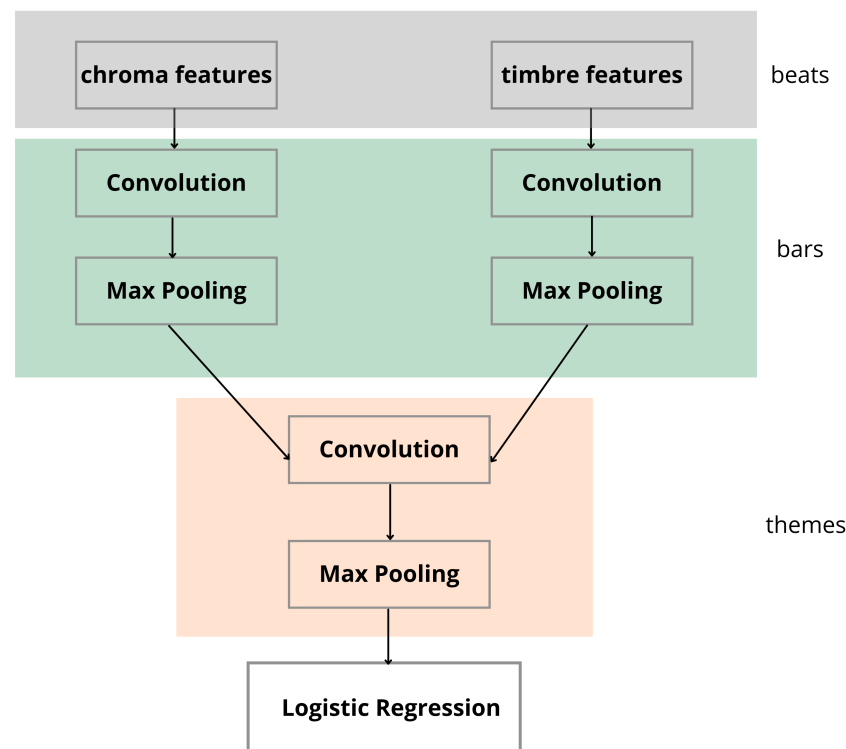 chroma features
timbre features
beats
Convolution
Convolution
bars
Max Pooling
Max Pooling
Convolution
themes
Max Pooling
Logistic Regression